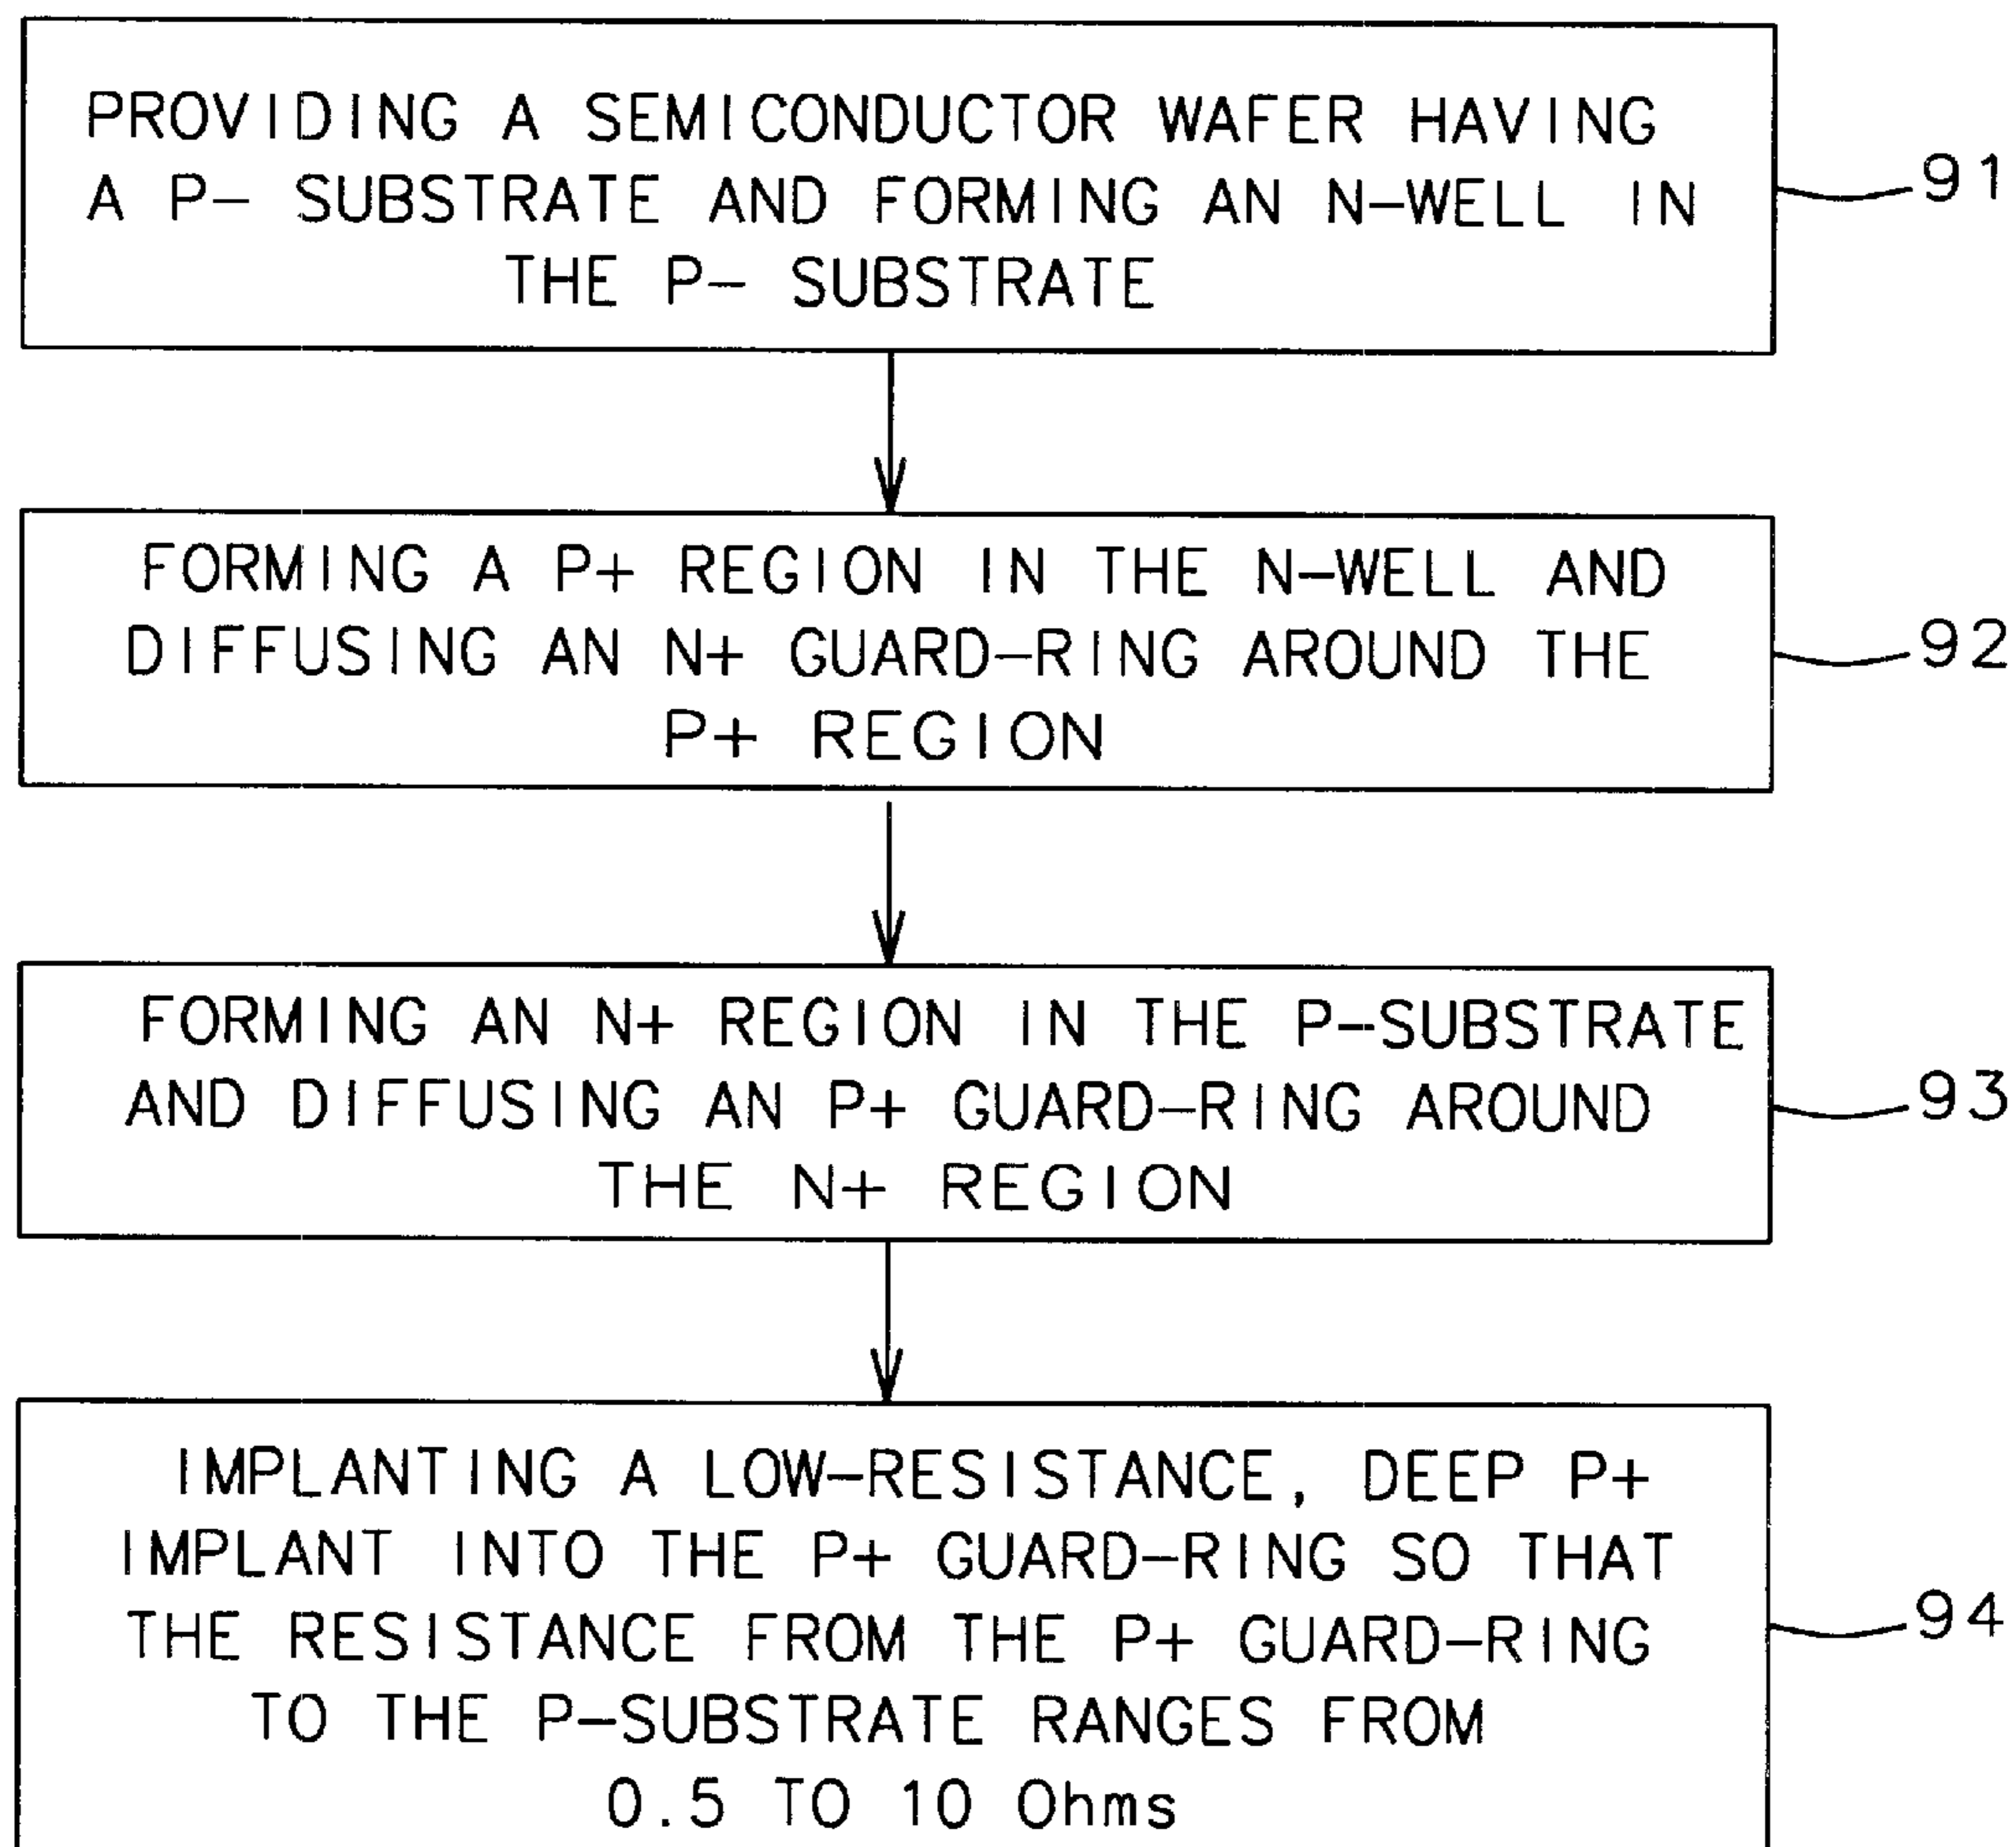 PROVIDING A SEMICONDUCTOR WAFER HAVING
A P- SUBSTRATE AND FORMING AN N-WELL IN
THE P- SUBSTRATE
91
FORMING A P+ REGION IN THE N-WELL AND
DIFFUSING AN N+ GUARD-RING AROUND THE
P+ REGION
92
FORMING AN N+ REGION IN THE P-SUBSTRATE
AND DIFFUSING AN P+ GUARD-RING AROUND
THE N+ REGION
93
IMPLANTING A LOW-RESISTANCE, DEEP P+
IMPLANT INTO THE P+ GUARD-RING SO THAT
THE RESISTANCE FROM THE P+ GUARD-RING
TO THE P-SUBSTRATE RANGES FROM
0.5 TO 10 Ohms
94